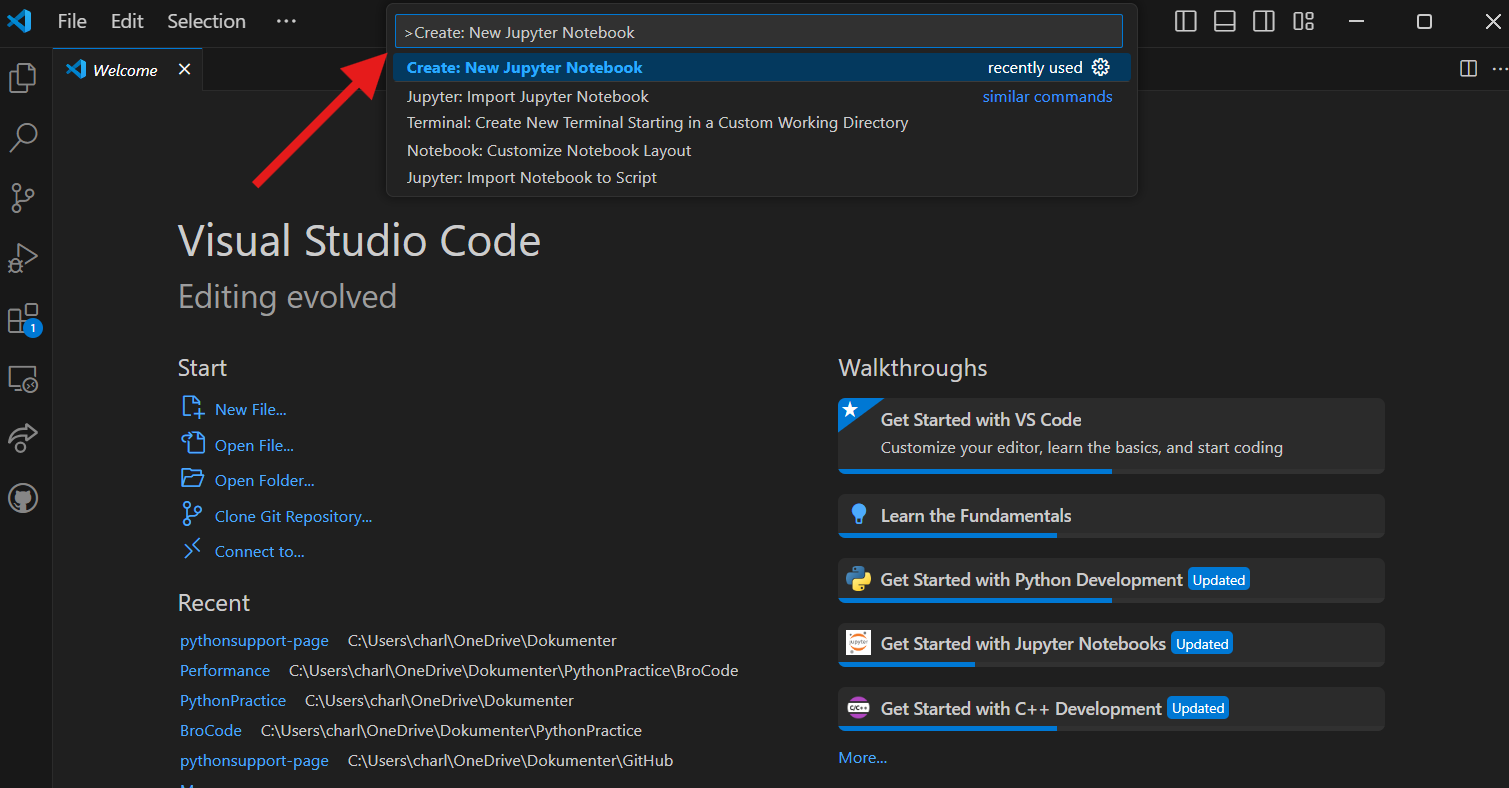 File Edit Selection ···
>Create: New Jupyter Notebook
Create: New Jupyter Notebook recently used
Jupyter: Import Jupyter Notebook similar commands
Terminal: Create New Terminal Starting in a Custom Working Directory
Notebook: Customize Notebook Layout
Jupyter: Import Notebook to Script
Welcome
Visual Studio Code
Editing evolved
Start
New File...
Open File...
Open Folder...
Clone Git Repository...
Connect to...
Recent
pythonsupport-page C:\Users\charl\OneDrive\Dokumenter
Performance C:\Users\charl\OneDrive\Dokumenter\PythonPractice\BroCode
PythonPractice C:\Users\charl\OneDrive\Dokumenter
BroCode C:\Users\charl\OneDrive\Dokumenter\PythonPractice
pythonsupport-page C:\Users\charl\OneDrive\Dokumenter\GitHub
Walkthroughs
Get Started with VS Code
Customize your editor, learn the basics, and start coding
Learn the Fundamentals
Get Started with Python Development Updated
jupyter
Get Started with Jupyter Notebooks Updated
C/C++
Get Started with C++ Development Updated
More...
1